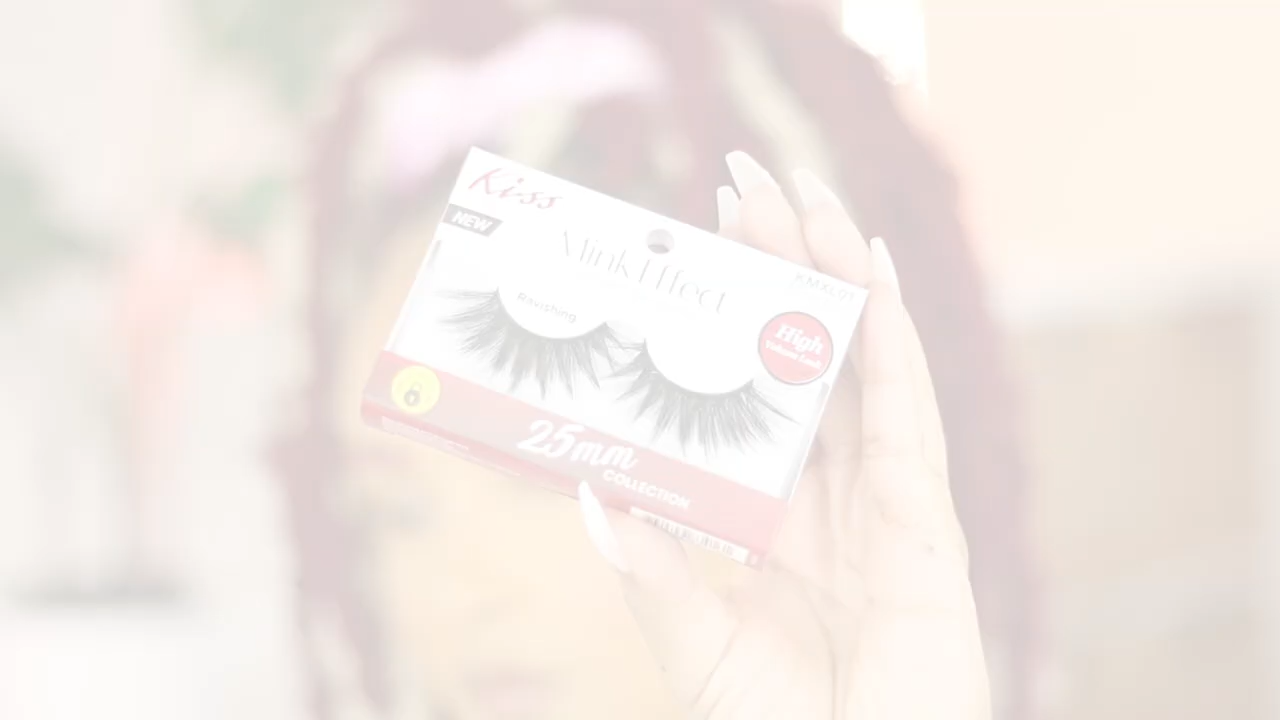 Kiss
NEW
Mink Effect
KMXL01
Ravishing
High
Volume Lash
25mm
COLLECTION